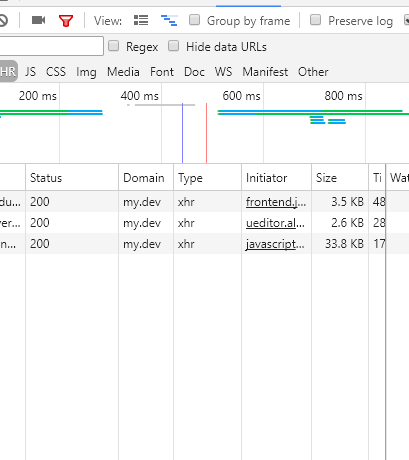 View: Group by frame Preserve log
Regex Hide data URLs
HR JS CSS Img Media Font Doc WS Manifest Other
200 ms 400 ms 600 ms 800 ms
Status Domain Type Initiator Size Ti Wat
du... 200 my.dev xhr frontend.j... 3.5 KB 48
ver... 200 my.dev xhr ueditor.al... 2.6 KB 28
n... 200 my.dev xhr javascript... 33.8 KB 17